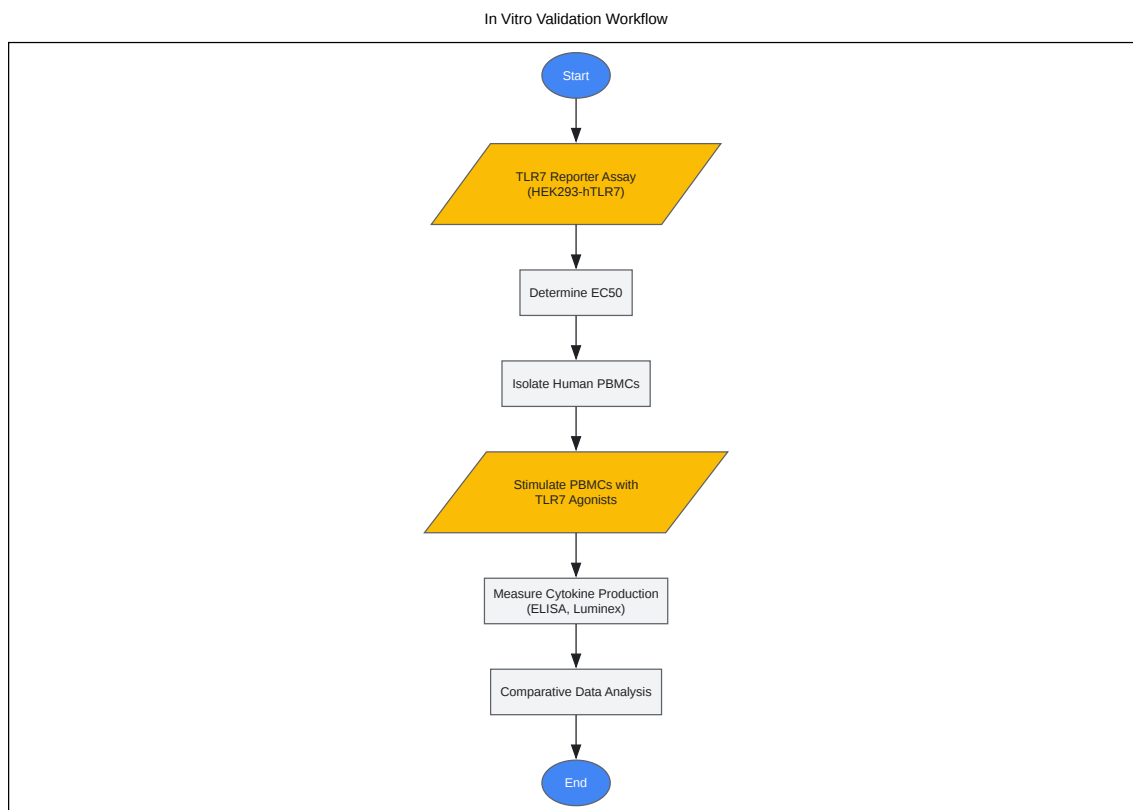 In Vitro Validation Workflow
Start
TLR7 Reporter Assay
(HEK293-hTLR7)
Determine EC50
Isolate Human PBMCs
Stimulate PBMCs with
TLR7 Agonists
Measure Cytokine Production
(ELISA, Luminex)
Comparative Data Analysis
End